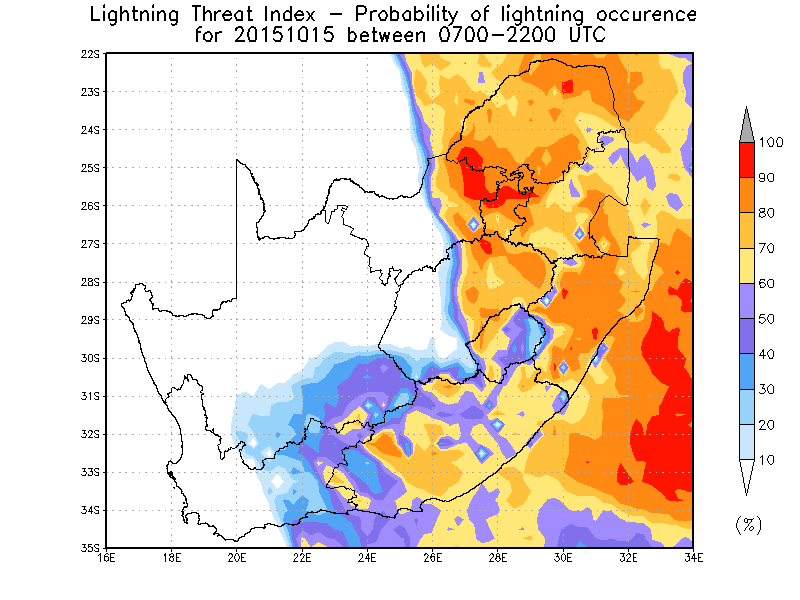 Lightning Threat Index - Probability of lightning occurence
for 20151015 between 0700-2200 UTC
22S
23S
24S
25S
26S
27S
28S
29S
30S
31S
32S
33S
34S
35S
16E 18E 20E 22E 24E 26E 28E 30E 32E 34E
100
90
80
70
60
50
40
30
20
10
(%)